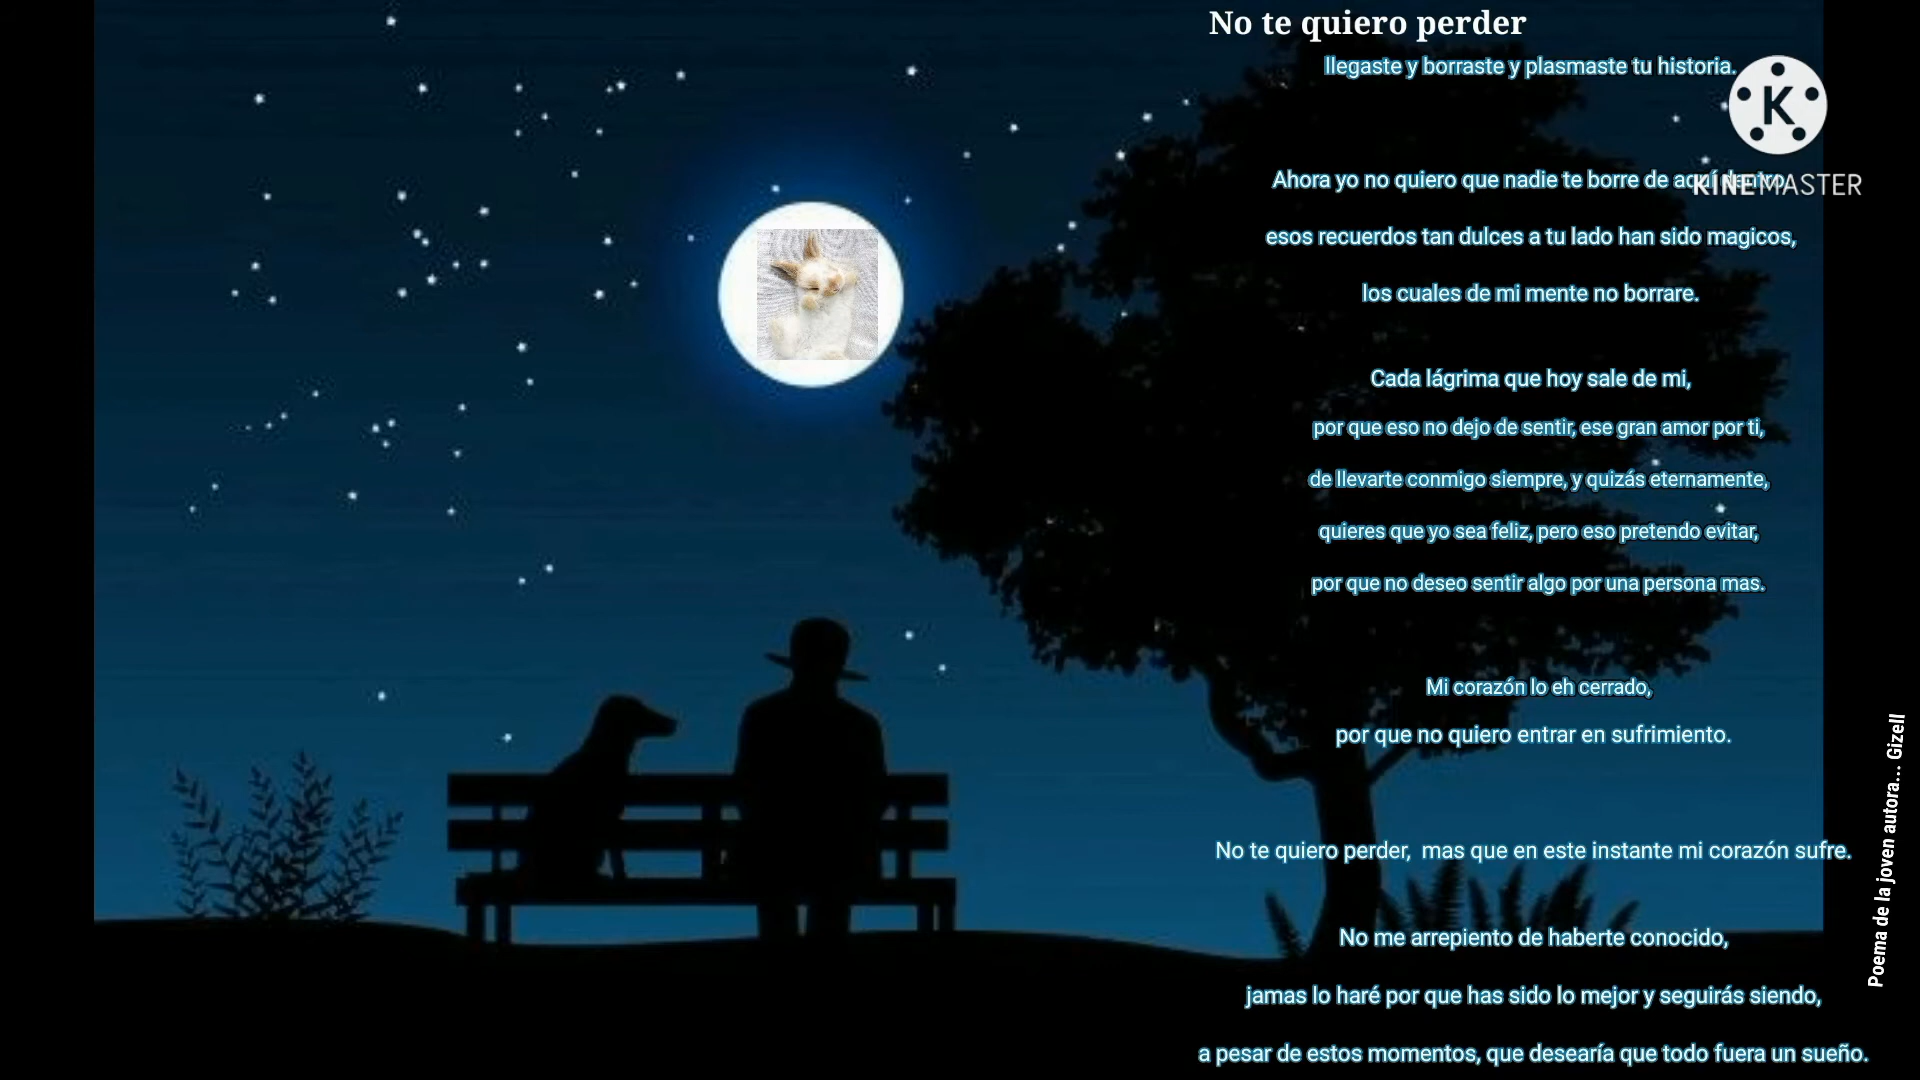 No te quiero perder
llegaste y borraste y plasmaste tu historia.
Ahora yo no quiero que nadie te borre de aquí dentro,
esos recuerdos tan dulces a tu lado han sido magicos,
los cuales de mi mente no borrare.
Cada lágrima que hoy sale de mi,
por que eso no dejo de sentir, ese gran amor por ti,
de llevarte conmigo siempre, y quizás eternamente,
quieres que yo sea feliz, pero eso pretendo evitar,
por que no deseo sentir algo por una persona mas.
Mi corazón lo eh cerrado,
por que no quiero entrar en sufrimiento.
No te quiero perder, mas que en este instante mi corazón sufre.
No me arrepiento de haberte conocido,
jamas lo haré por que has sido lo mejor y seguirás siendo,
a pesar de estos momentos, que desearía que todo fuera un sueño.
Poema de la joven autora... Gizell
K
KINEMASTER